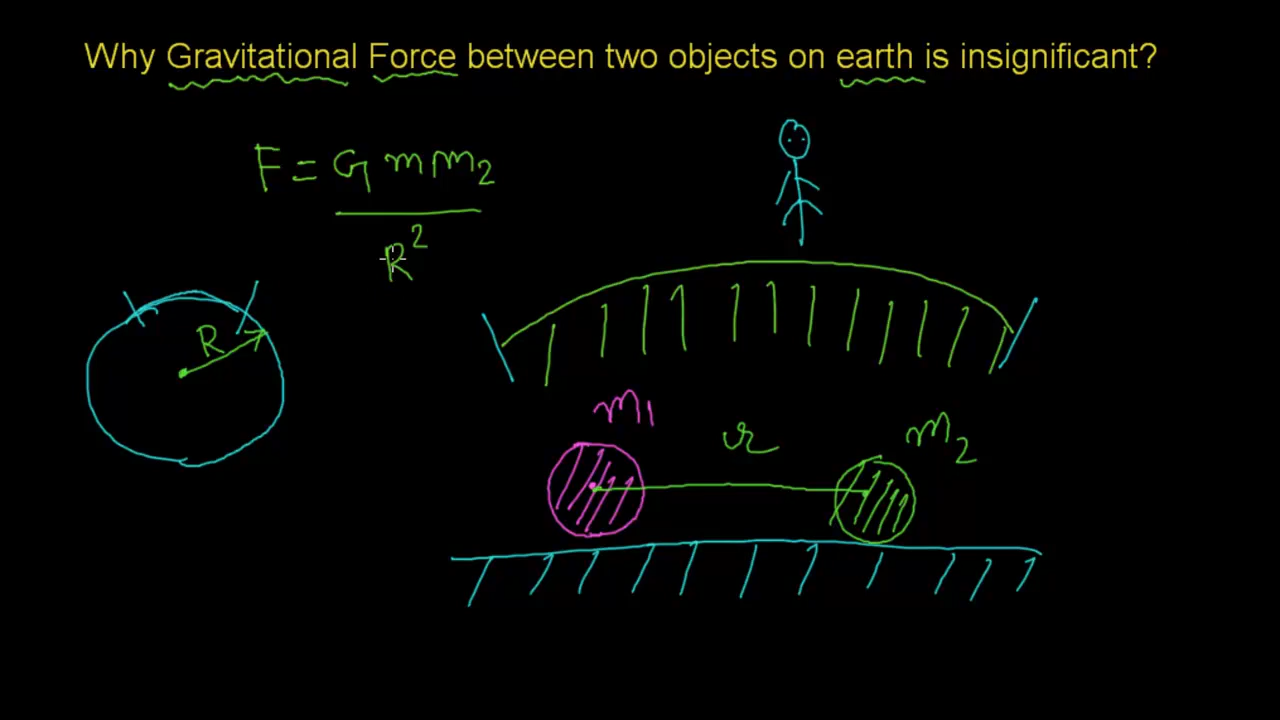 Why Gravitational Force between two objects on earth is insignificant?
F = G m m2
R²
R
m1
r
m2